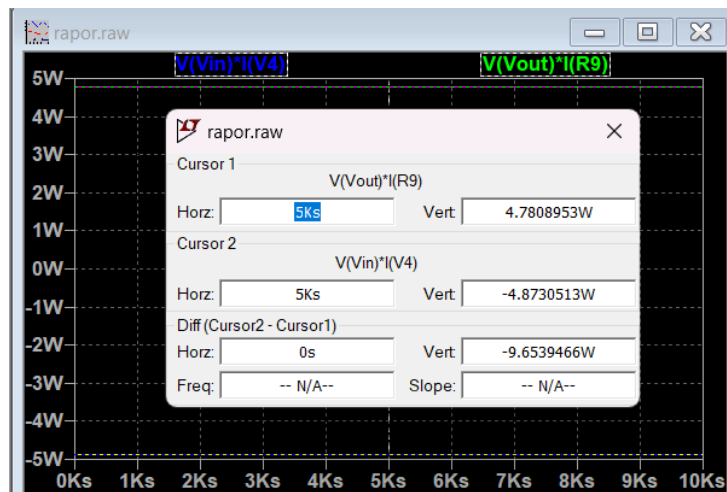 rapor.raw
V(Vin)*I(V4) V(Vout)*I(R9)
5W
4W
3W
2W
1W
0W
-1W
-2W
-3W
-4W
-5W
rapor.raw
Cursor 1
V(Vout)*I(R9)
Horz: 5Ks Vert: 4.7808953W
Cursor 2
V(Vin)*I(V4)
Horz: 5Ks Vert: -4.8730513W
Diff (Cursor2 - Cursor1)
Horz: 0s Vert: -9.6539466W
Freq: -- N/A-- Slope: -- N/A--
0Ks 1Ks 2Ks 3Ks 4Ks 5Ks 6Ks 7Ks 8Ks 9Ks 10Ks